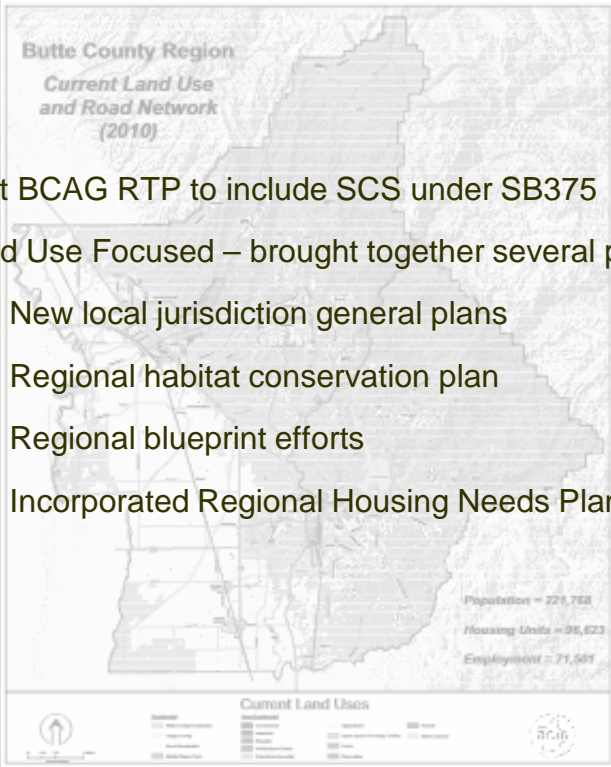 Butte County Region
Current Land Use
and Road Network
(2010)
t BCAG RTP to include SCS under SB375
d Use Focused – brought together several p
New local jurisdiction general plans
Regional habitat conservation plan
Regional blueprint efforts
Incorporated Regional Housing Needs Plan
Population = 221,768
Housing Units = 96,623
Employment = 71,501
Current Land Uses
BCAG